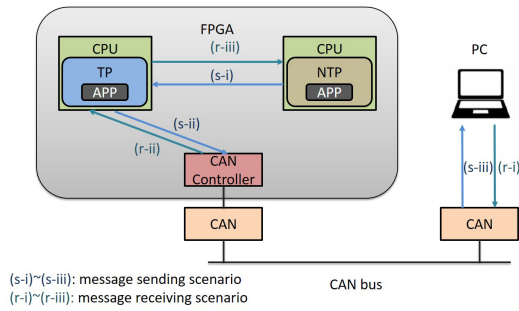 FPGA
CPU
(r-iii)
CPU
PC
TP
(s-i)
NTP
APP
APP
(s-ii)
(r-ii)
CAN
Controller
(s-iii)
(r-i)
CAN
CAN
(s-i)~(s-iii): message sending scenario
(r-i)~(r-iii): message receiving scenario
CAN bus